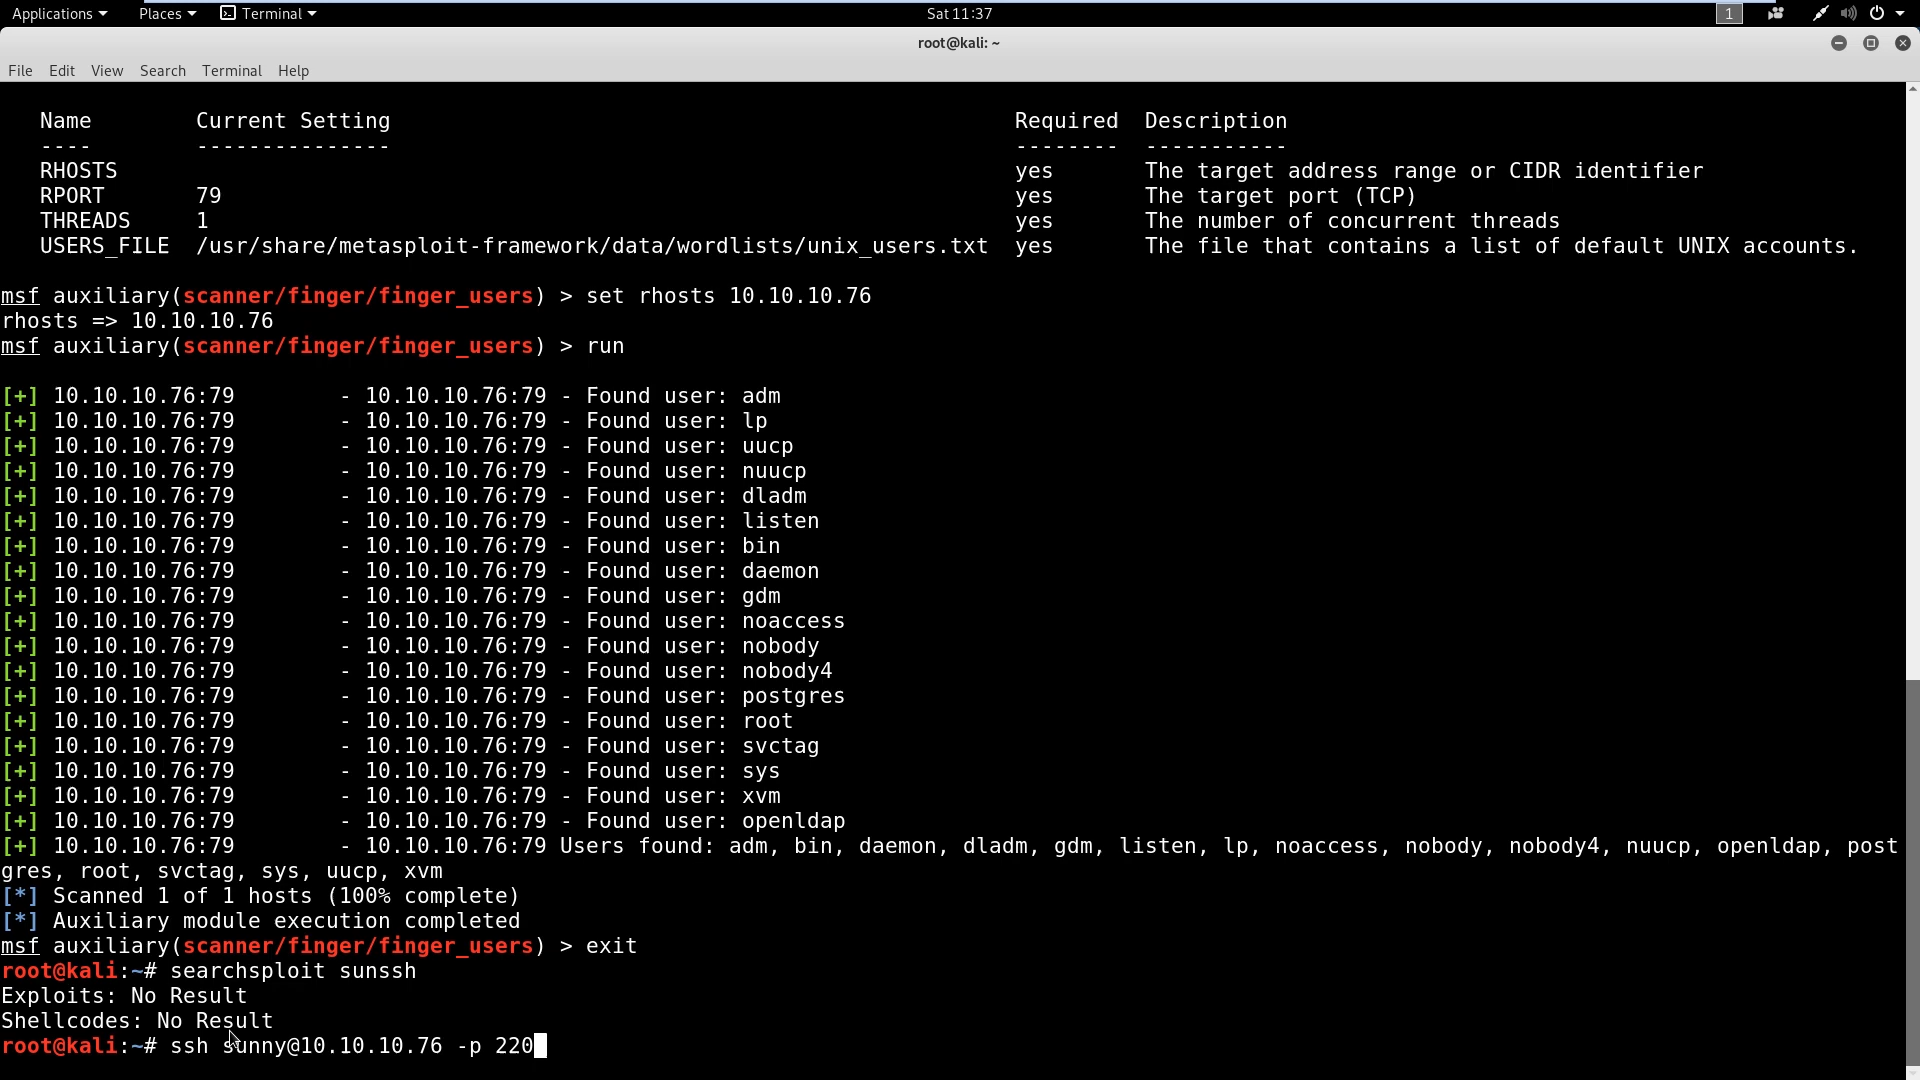 Applications Places Terminal Sat 11:37 1
root@kali: ~
File Edit View Search Terminal Help
Name Current Setting Required Description
---- --------------- -------- -----------
RHOSTS yes The target address range or CIDR identifier
RPORT 79 yes The target port (TCP)
THREADS 1 yes The number of concurrent threads
USERS_FILE /usr/share/metasploit-framework/data/wordlists/unix_users.txt yes The file that contains a list of default UNIX accounts.
msf auxiliary(scanner/finger/finger_users) > set rhosts 10.10.10.76
rhosts => 10.10.10.76
msf auxiliary(scanner/finger/finger_users) > run
[+] 10.10.10.76:79 - 10.10.10.76:79 - Found user: adm
[+] 10.10.10.76:79 - 10.10.10.76:79 - Found user: lp
[+] 10.10.10.76:79 - 10.10.10.76:79 - Found user: uucp
[+] 10.10.10.76:79 - 10.10.10.76:79 - Found user: nuucp
[+] 10.10.10.76:79 - 10.10.10.76:79 - Found user: dladm
[+] 10.10.10.76:79 - 10.10.10.76:79 - Found user: listen
[+] 10.10.10.76:79 - 10.10.10.76:79 - Found user: bin
[+] 10.10.10.76:79 - 10.10.10.76:79 - Found user: daemon
[+] 10.10.10.76:79 - 10.10.10.76:79 - Found user: gdm
[+] 10.10.10.76:79 - 10.10.10.76:79 - Found user: noaccess
[+] 10.10.10.76:79 - 10.10.10.76:79 - Found user: nobody
[+] 10.10.10.76:79 - 10.10.10.76:79 - Found user: nobody4
[+] 10.10.10.76:79 - 10.10.10.76:79 - Found user: postgres
[+] 10.10.10.76:79 - 10.10.10.76:79 - Found user: root
[+] 10.10.10.76:79 - 10.10.10.76:79 - Found user: svctag
[+] 10.10.10.76:79 - 10.10.10.76:79 - Found user: sys
[+] 10.10.10.76:79 - 10.10.10.76:79 - Found user: xvm
[+] 10.10.10.76:79 - 10.10.10.76:79 - Found user: openldap
[+] 10.10.10.76:79 - 10.10.10.76:79 Users found: adm, bin, daemon, dladm, gdm, listen, lp, noaccess, nobody, nobody4, nuucp, openldap, post
gres, root, svctag, sys, uucp, xvm
[*] Scanned 1 of 1 hosts (100% complete)
[*] Auxiliary module execution completed
msf auxiliary(scanner/finger/finger_users) > exit
root@kali:~# searchsploit sunssh
Exploits: No Result
Shellcodes: No Result
root@kali:~# ssh sunny@10.10.10.76 -p 220